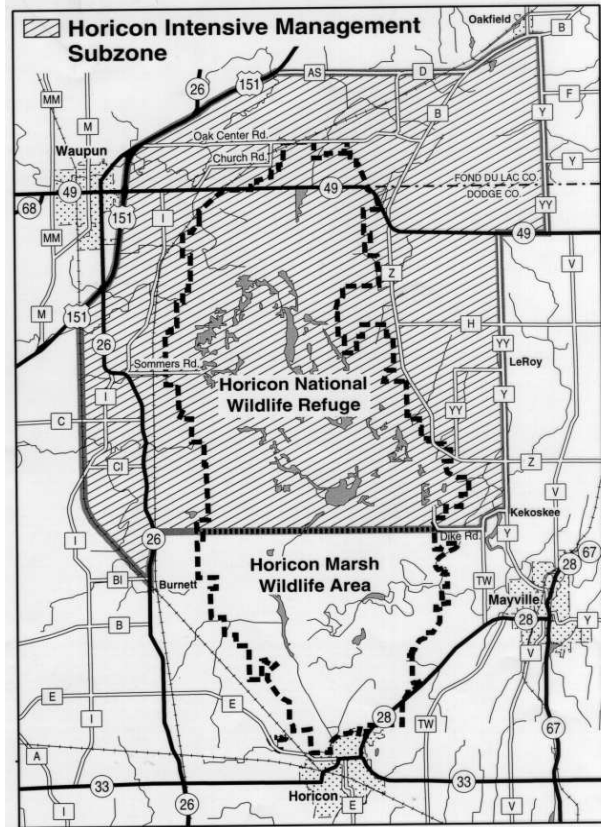 Horicon Intensive Management
Subzone
Oakfield
B
26
151
AS
D
MM
M
B
F
Oak Center Rd.
Y
Waupun
Church Rd.
Y
49
49
FOND DU LAC CO.
DODGE CO.
68
151
I
YY
49
MM
Z
V
M
151
H
26
YY
Sommers Rd.
LeRoy
I
Horicon National
Wildlife Refuge
Y
C
YY
CI
Z
V
Kekoskee
I
26
Dike Rd.
Y
67
Horicon Marsh
Wildlife Area
28
BI
Burnett
TW
Mayville
B
28
Y
V
E
E
28
I
TW
67
A
33
33
Horicon
26
E
V
I